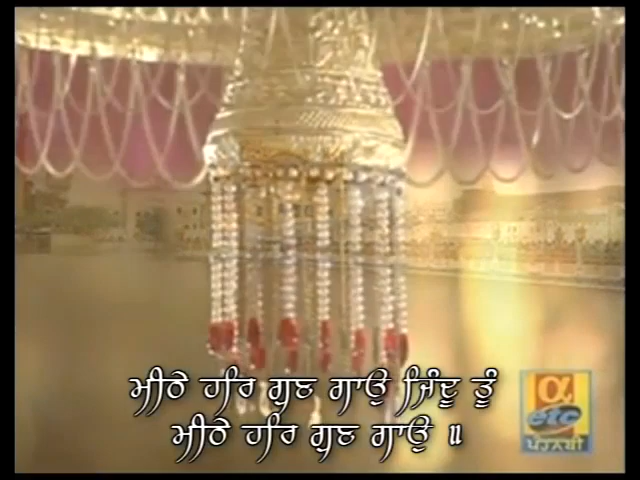 ਮੀਠੇ ਹਰਿ ਗੁਣ ਗਾਉ ਜਿੰਦੂ ਤੂੰ
ਮੀਠੇ ਹਰਿ ਗੁਣ ਗਾਉ ॥
α
etc
ਪੰਜਾਬੀ